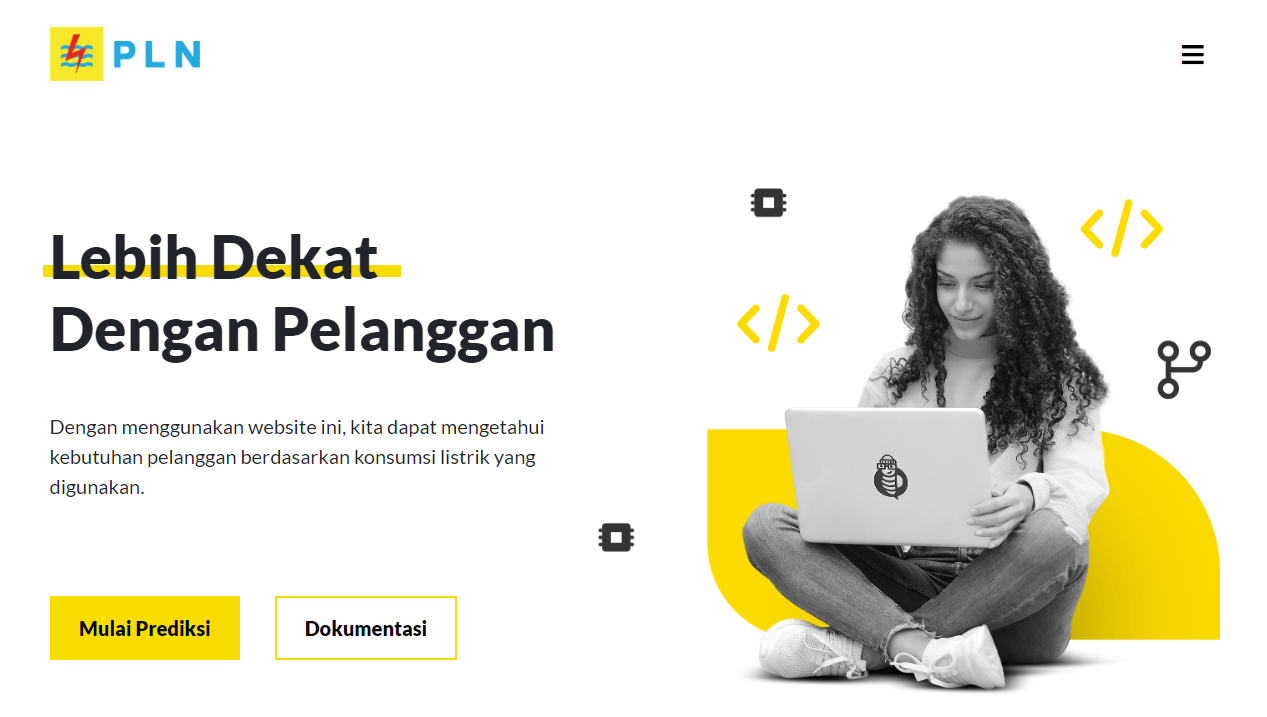 PLN
Lebih Dekat
Dengan Pelanggan
Dengan menggunakan website ini, kita dapat mengetahui
kebutuhan pelanggan berdasarkan konsumsi listrik yang
digunakan.
Mulai Prediksi
Dokumentasi